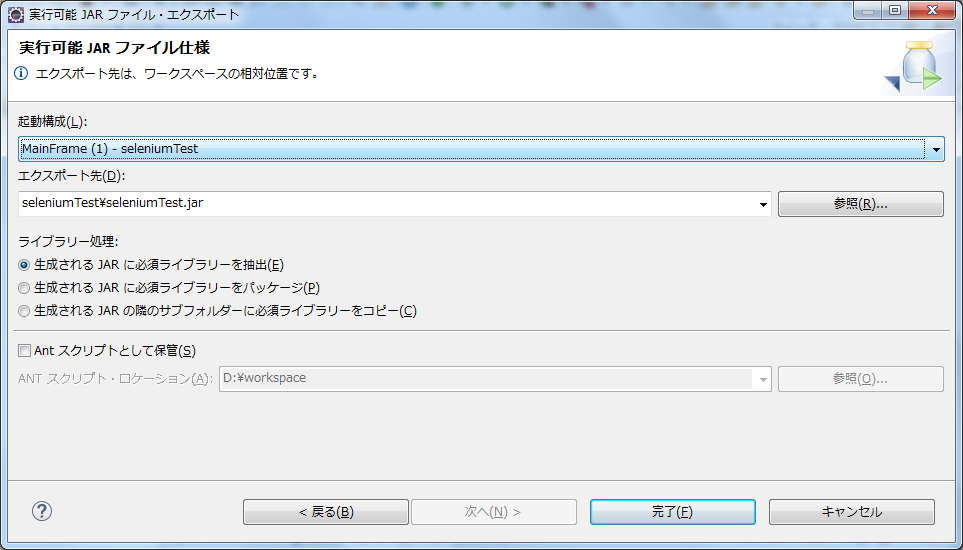 実行可能 JAR ファイル・エクスポート
実行可能 JAR ファイル仕様
エクスポート先は、ワークスペースの相対位置です。
起動構成(L):
MainFrame (1) - seleniumTest
エクスポート先(D):
seleniumTest¥seleniumTest.jar
参照(R)...
ライブラリー処理:
生成される JAR に必須ライブラリーを抽出(E)
生成される JAR に必須ライブラリーをパッケージ(P)
生成される JAR の隣のサブフォルダーに必須ライブラリーをコピー(C)
Ant スクリプトとして保管(S)
ANT スクリプト・ロケーション(A):
D:¥workspace
参照(O)...
< 戻る(B)
次へ(N) >
完了(F)
キャンセル